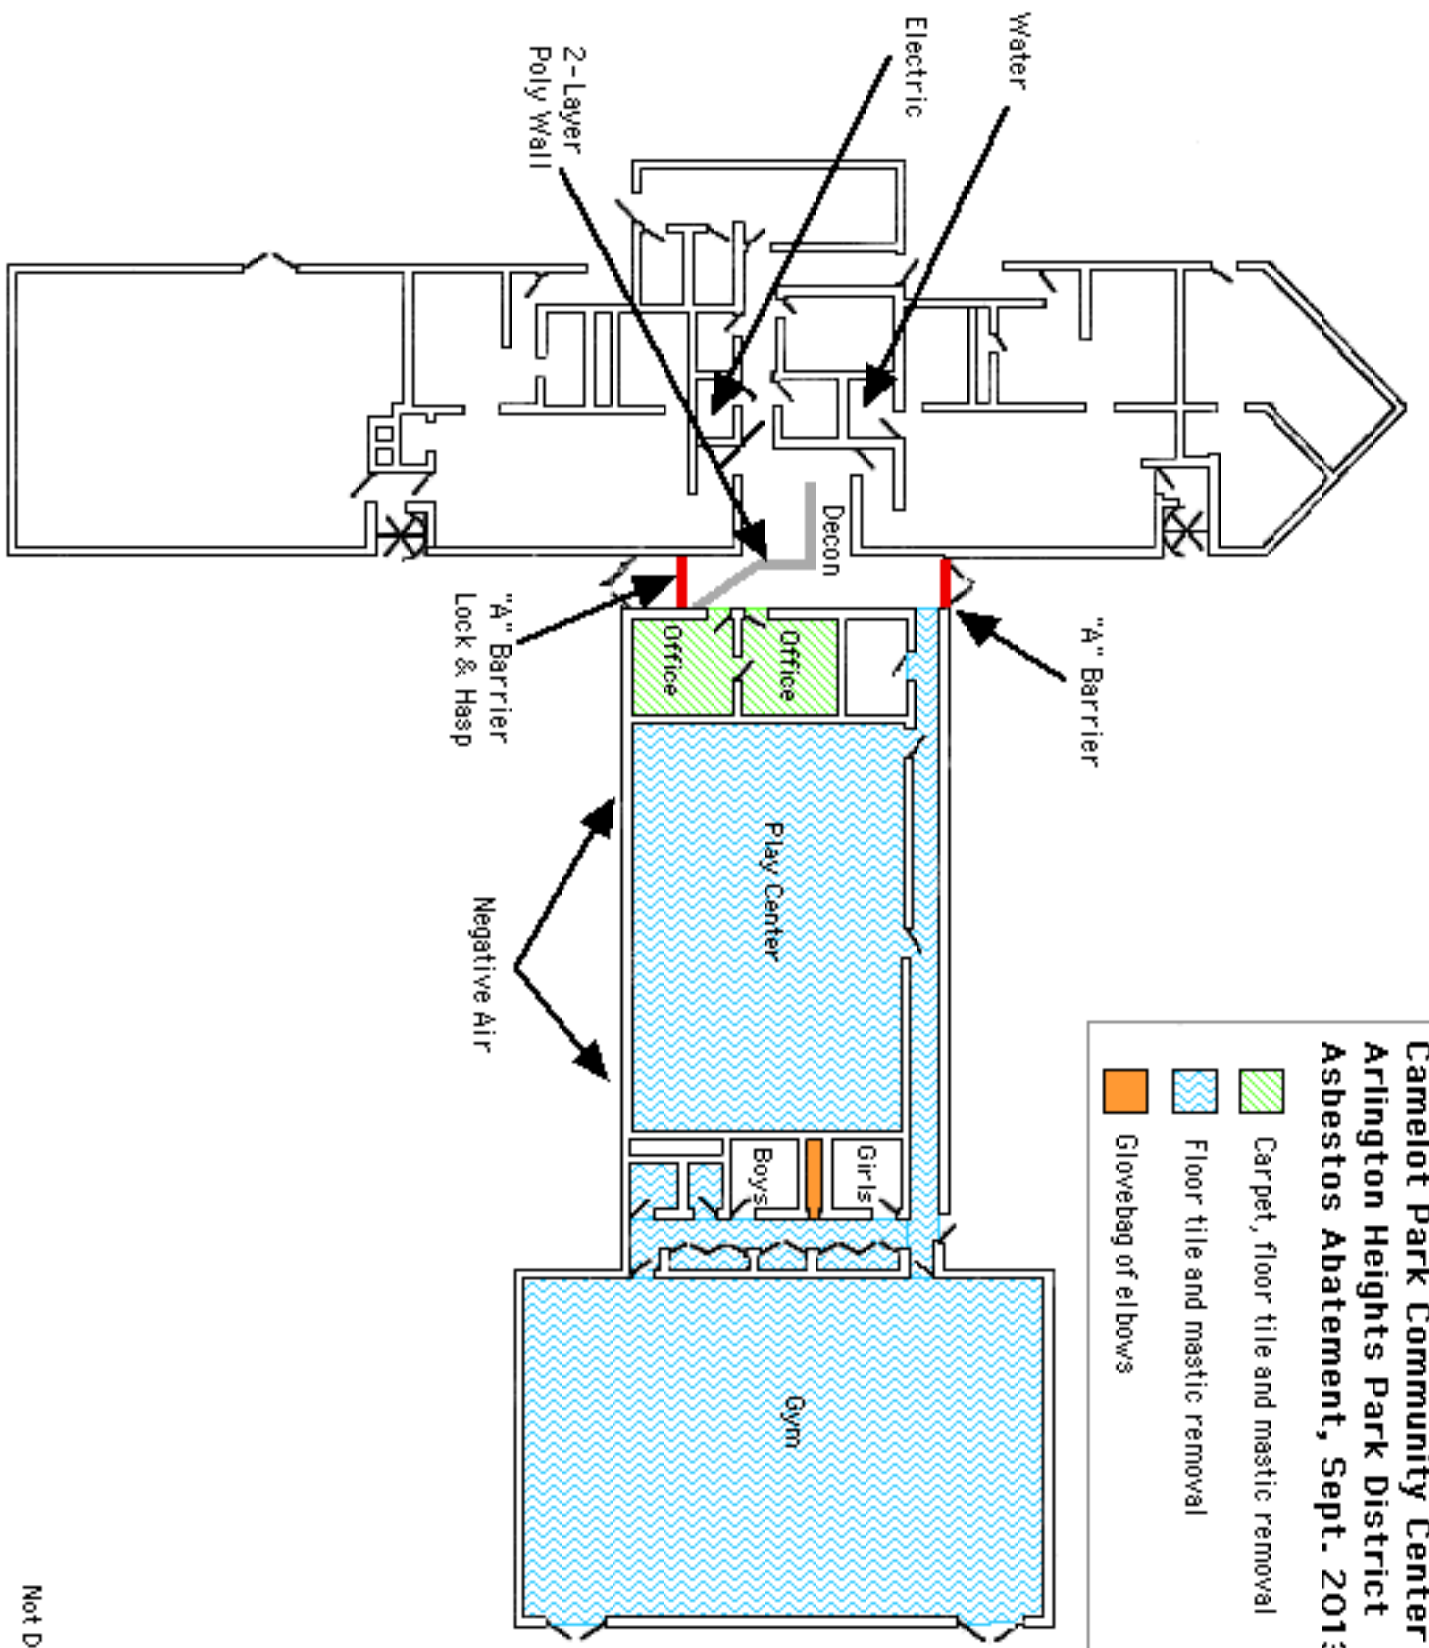 Camelot Park Community Center
Arlington Heights Park District
Asbestos Abatement, Sept.
Carpet, floor tile and mastic removal
Floor tile and mastic removal
Glovebag of elbows
Water
Electric
2-Layer
Poly Wall
Decon
"A" Barrier
"A" Barrier
Lock & Hasp
Office
Office
Play Center
Negative Air
Girls
Boys
Gym
Not